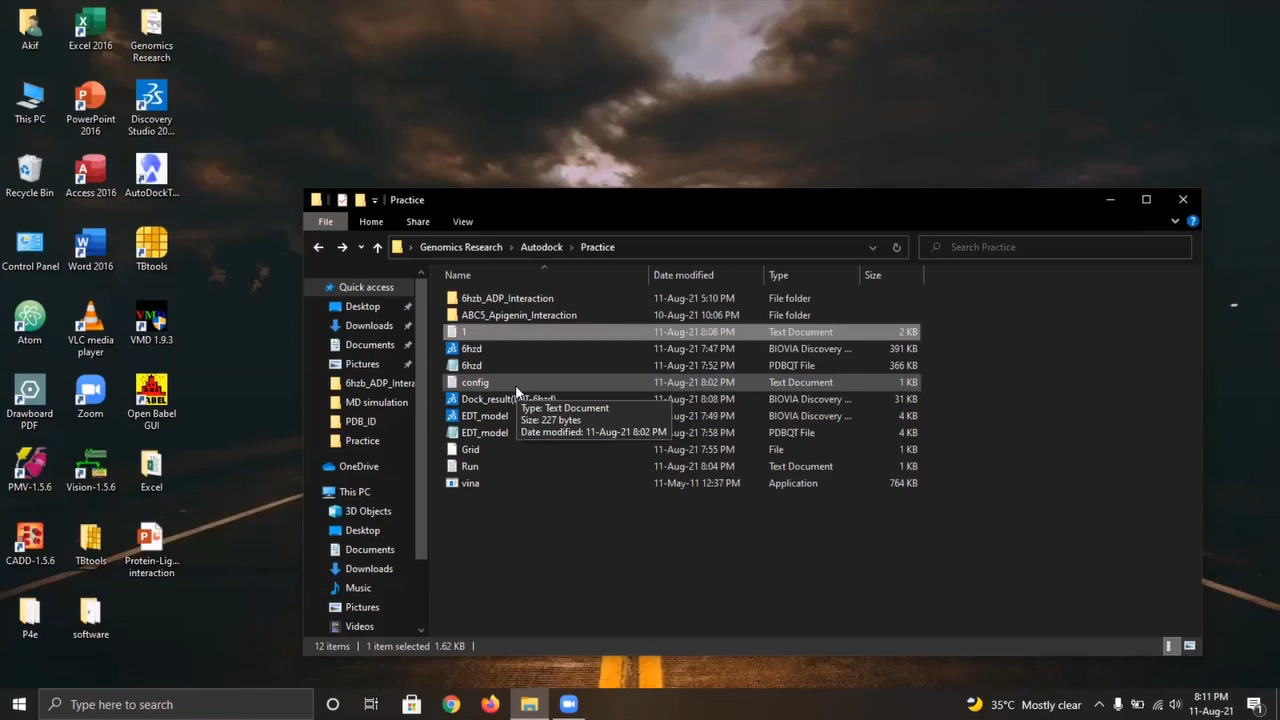 Akif
Excel 2016
Genomics Research
This PC
PowerPoint 2016
Discovery Studio 20...
Recycle Bin
Access 2016
AutoDockT...
Control Panel
Word 2016
TBtools
Atom
VLC media player
VMD 1.9.3
Drawboard PDF
Zoom
Open Babel GUI
PMV-1.5.6
Vision-1.5.6
Excel
CADD-1.5.6
TBtools
Protein-Lig... interaction
P4e
software
Practice
File Home Share View
Genomics Research > Autodock > Practice
Search Practice
Name Date modified Type Size
Quick access
Desktop
Downloads
Documents
Pictures
6hzb_ADP_Intera
MD simulation
PDB_ID
Practice
OneDrive
This PC
3D Objects
Desktop
Documents
Downloads
Music
Pictures
Videos
6hzb_ADP_Interaction 11-Aug-21 5:10 PM File folder
ABC5_Apigenin_Interaction 10-Aug-21 10:06 PM File folder
1 11-Aug-21 8:08 PM Text Document 2 KB
6hzd 11-Aug-21 7:47 PM BIOVIA Discovery ... 391 KB
6hzd 11-Aug-21 7:52 PM PDBQT File 366 KB
config 11-Aug-21 8:02 PM Text Document 1 KB
11-Aug-21 8:08 PM BIOVIA Discovery ... 31 KB
EDT_model 11-Aug-21 7:49 PM BIOVIA Discovery ... 4 KB
EDT_model 11-Aug-21 7:58 PM PDBQT File 4 KB
Grid 11-Aug-21 7:55 PM File 1 KB
Run 11-Aug-21 8:04 PM Text Document 1 KB
vina 11-May-11 12:37 PM Application 764 KB
Type: Text Document
Size: 227 bytes
Date modified: 11-Aug-21 8:02 PM
12 items 1 item selected 1.62 KB
Type here to search
35°C Mostly clear
8:11 PM
11-Aug-21